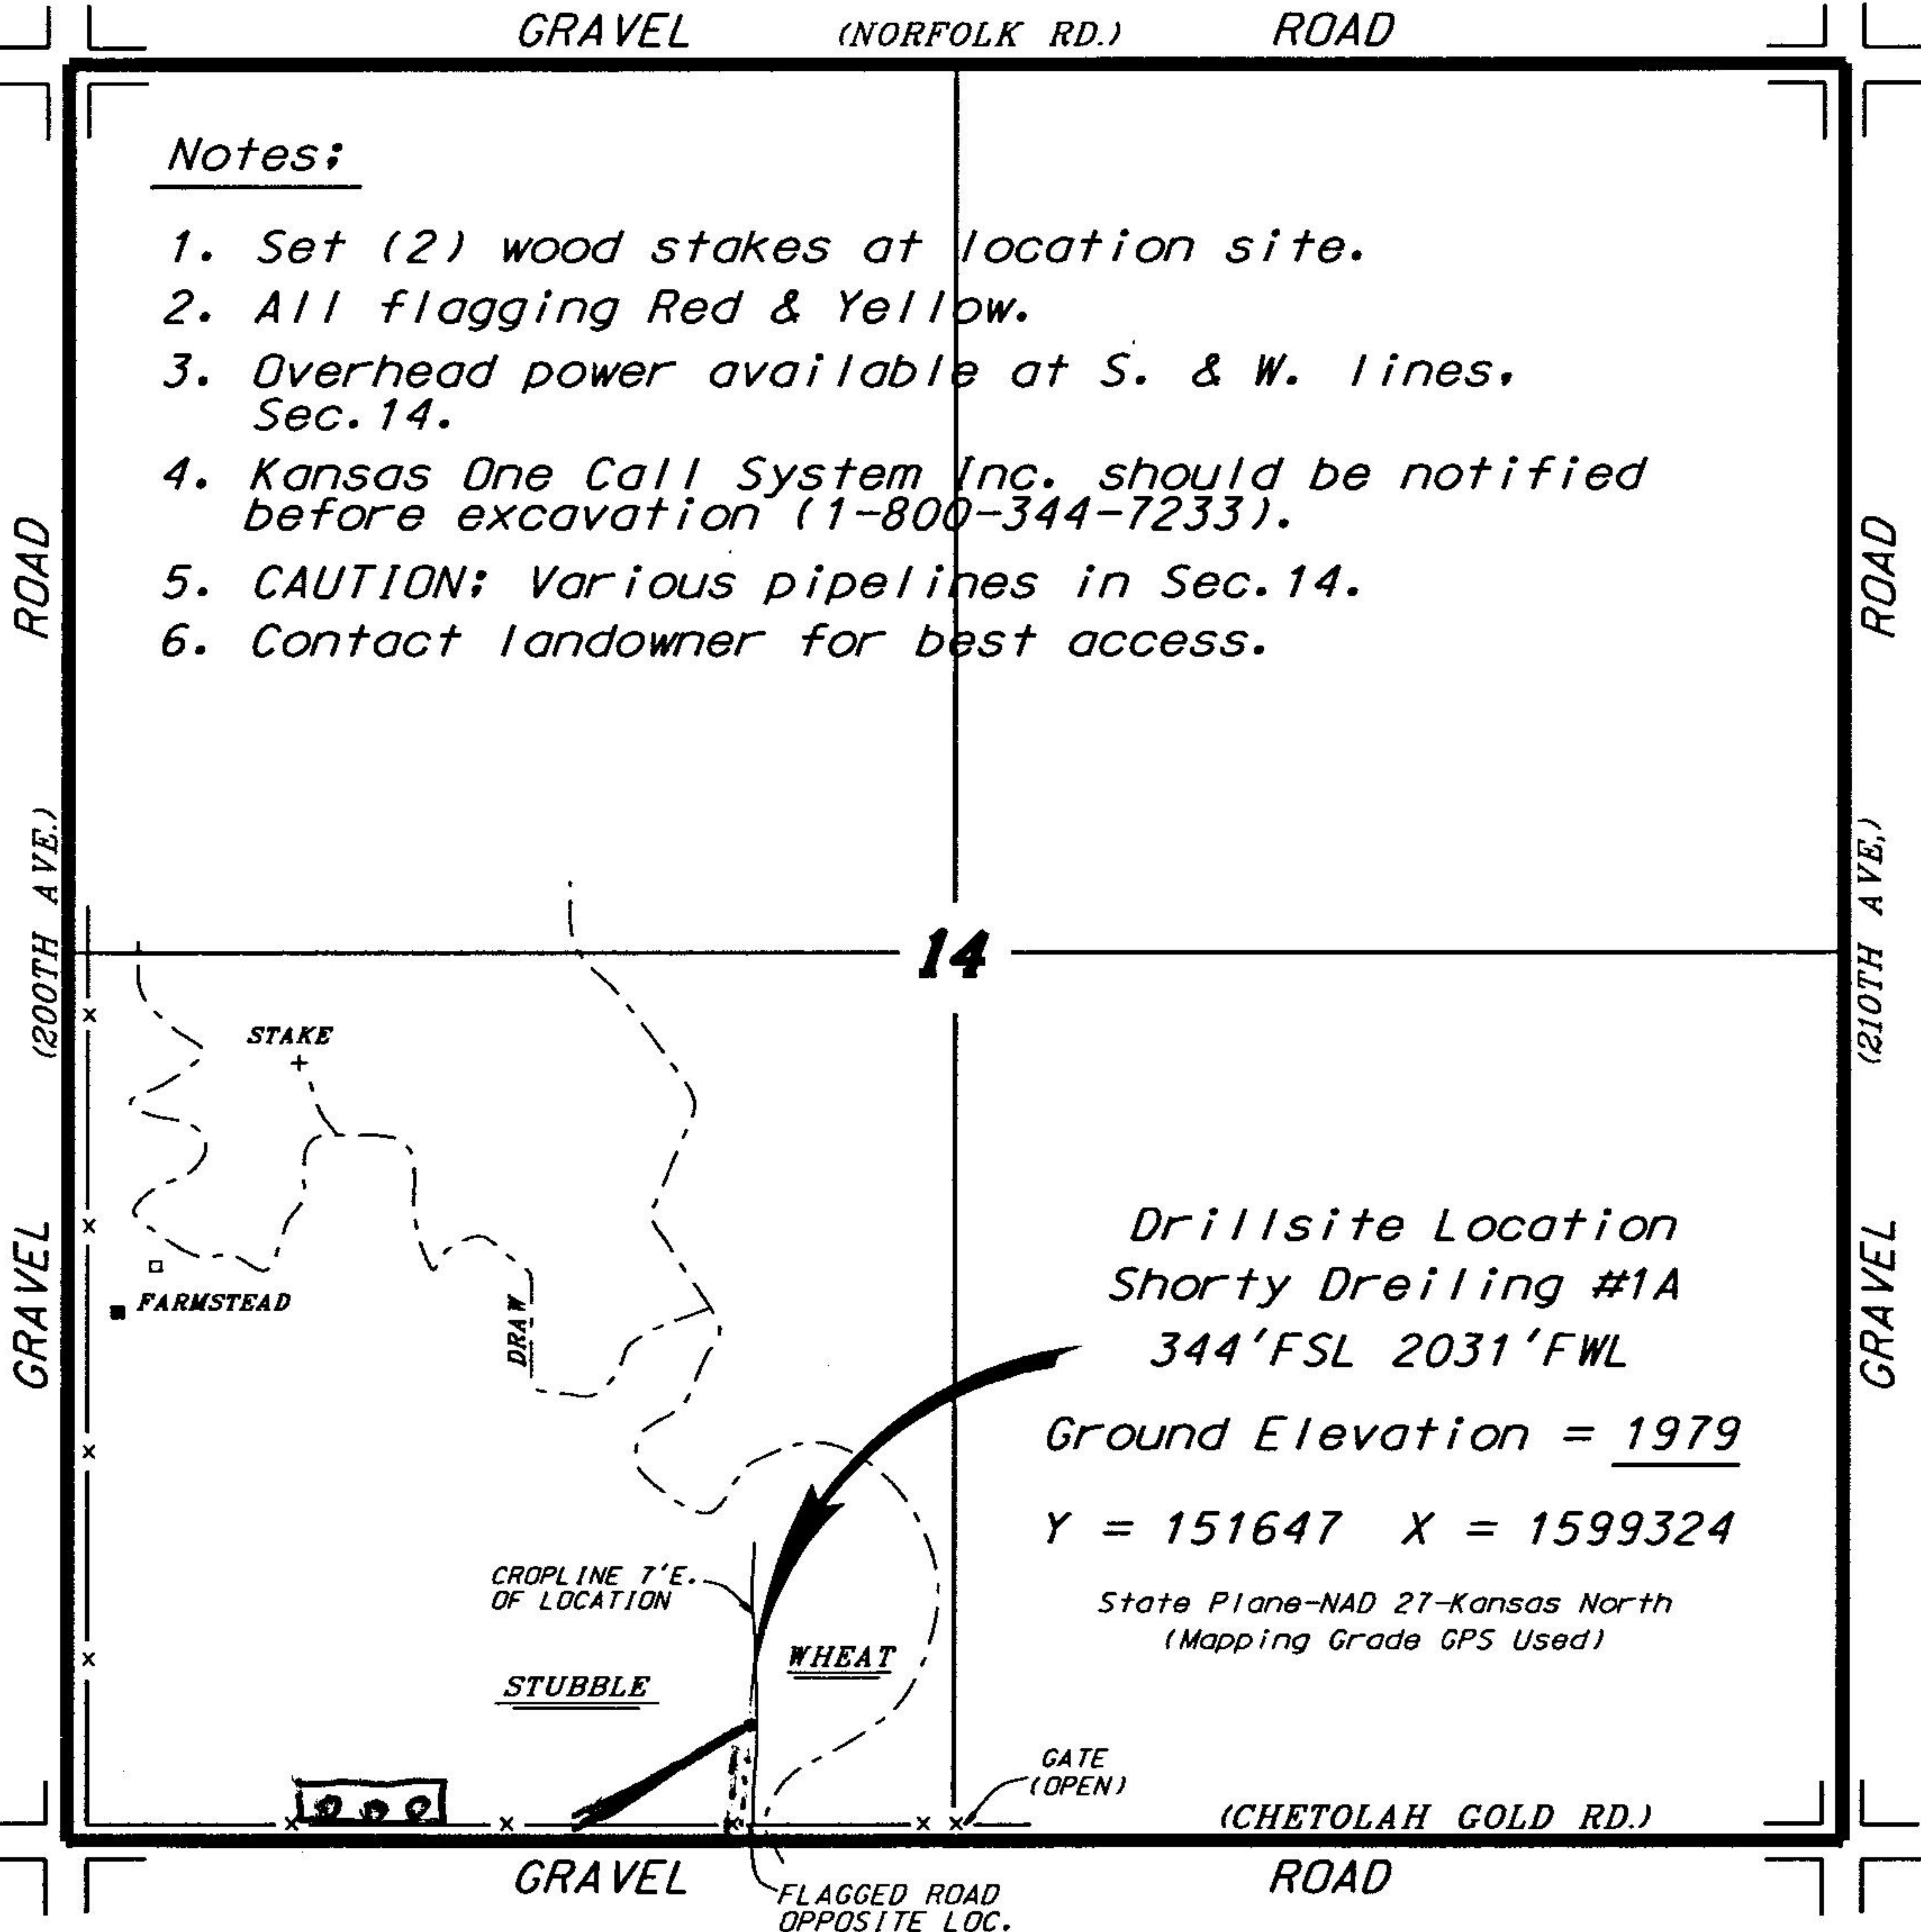 GRAVEL (NORFOLK RD.) ROAD
Notes:
1. Set (2) wood stakes at location site.
2. All flagging Red & Yellow.
3. Overhead power available at S. & W. lines,
Sec.14.
4. Kansas One Call System Inc. should be notified
before excavation (1-800-344-7233).
5. CAUTION: Various pipelines in Sec.14.
6. Contact landowner for best access.
ROAD
(200TH AVE.)
GRAVEL
ROAD
(210TH AVE.)
GRAVEL
14
STAKE
FARMSTEAD
DRAW
Drillsite Location
Shorty Dreiling #1A
344'FSL 2031'FWL
Ground Elevation = 1979
Y = 151647 X = 1599324
State Plane-NAD 27-Kansas North
(Mapping Grade GPS Used)
CROPLINE 7'E.
OF LOCATION
WHEAT
STUBBLE
GATE
(OPEN)
(CHETOLAH GOLD RD.)
GRAVEL ROAD
FLAGGED ROAD
OPPOSITE LOC.